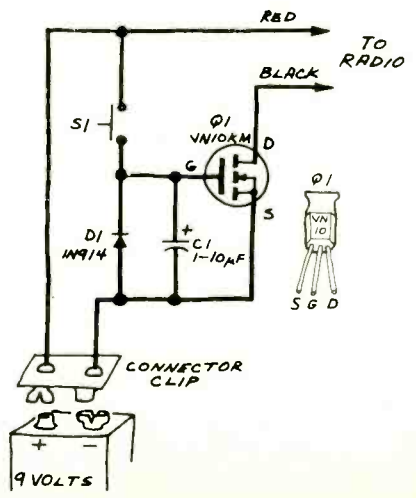 RED
TO
RADIO
BLACK
S1
Q1
VN10KM
D
G
S
Q1
VN
10
S G D
D1
1N914
+
C1
1-10µF
CONNECTOR
CLIP
+ -
9 VOLTS